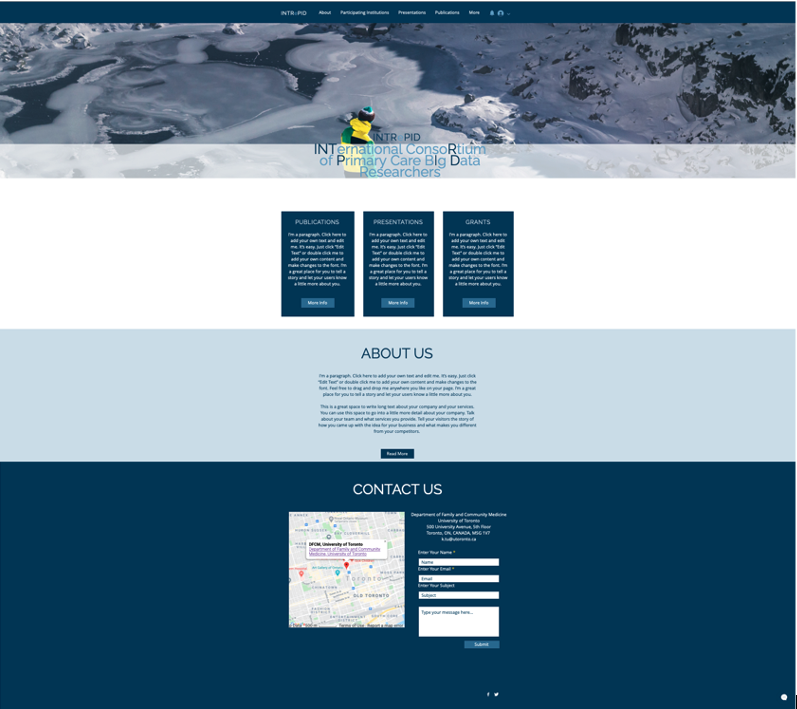 INTR PID
About
Participating Institutions
Presentations
Publications
More
INTR PID
INTernational ConsoRtium
of Primary Care BIg Data
Researchers
PUBLICATIONS
I'm a paragraph. Click here to
add your own text and edit
me. It's easy. Just click "Edit
Text" or double click me to
add your own content and
make changes to the font. I'm
a great place for you to tell a
story and let your users know
a little more about you.
More Info
PRESENTATIONS
I'm a paragraph. Click here to
add your own text and edit
me. It's easy. Just click "Edit
Text" or double click me to
add your own content and
make changes to the font. I'm
a great place for you to tell a
story and let your users know
a little more about you.
More Info
GRANTS
I'm a paragraph. Click here to
add your own text and edit
me. It's easy. Just click "Edit
Text" or double click me to
add your own content and
make changes to the font. I'm
a great place for you to tell a
story and let your users know
a little more about you.
More Info
ABOUT US
I'm a paragraph. Click here to add your own text and edit me. It's easy. Just click
"Edit Text" or double click me to add your own content and make changes to the
font. Feel free to drag and drop me anywhere you like on your page. I'm a great
place for you to tell a story and let your users know a little more about you.
This is a great space to write long text about your company and your services.
You can use this space to go into a little more detail about your company. Talk
about your team and what services you provide. Tell your visitors the story of
how you came up with the idea for your business and what makes you different
from your competitors.
Read More
CONTACT US
DFCM, University of Toronto
Department of Family and Community
Medicine, University of Toronto
Toronto
OLD TORONTO
CHINATOWN
FASHION
DISTRICT
ENTERTAINMENT
DISTRICT
Terms of Use
Report a map error
Department of Family and Community Medicine
University of Toronto
500 University Avenue, 5th Floor
Toronto, ON, CANADA, M5G 1V7
k.tu@utoronto.ca
Enter Your Name *
Name
Enter Your Email *
Email
Enter Your Subject
Subject
Type your message here...
Submit